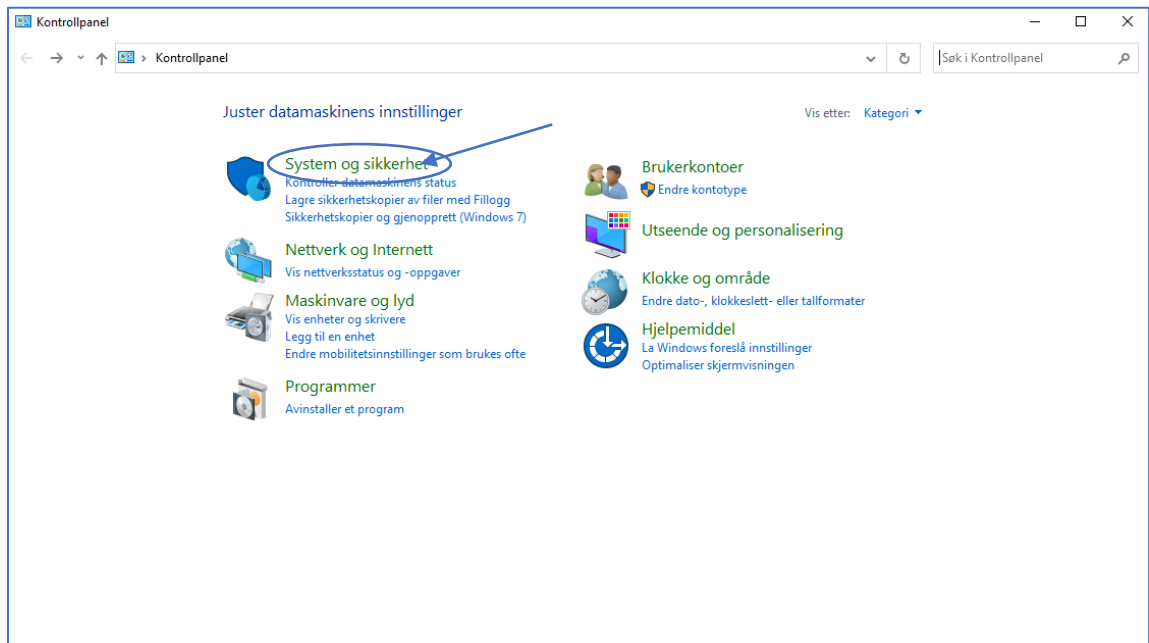 Kontrollpanel
Kontrollpanel
Søk i Kontrollpanel
Juster datamaskinens innstillinger
Vis etter: Kategori
System og sikkerhet
Kontroller datamaskinens status
Lagre sikkerhetskopier av filer med Fillogg
Sikkerhetskopier og gjenopprett (Windows 7)
Nettverk og Internett
Vis nettverksstatus og -oppgaver
Maskinvare og lyd
Vis enheter og skrivere
Legg til en enhet
Endre mobilitetsinnstillinger som brukes ofte
Programmer
Avinstaller et program
Brukerkontoer
Endre kontotype
Utseende og personalisering
Klokke og område
Endre dato-, klokkeslett- eller tallformater
Hjelpemiddel
La Windows foreslå innstillinger
Optimaliser skjermvisningen